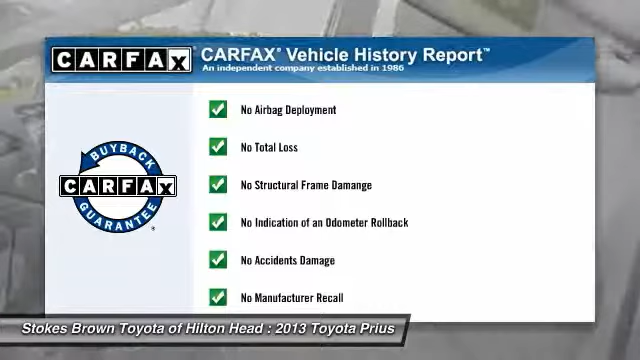 CARFAX CARFAX® Vehicle History Report™
An independent company established in 1986
No Airbag Deployment
No Total Loss
No Structural Frame Damange
No Indication of an Odometer Rollback
No Accidents Damage
No Manufacturer Recall
BUYBACK
CARFAX
GUARANTEE®
Stokes Brown Toyota of Hilton Head : 2013 Toyota Prius